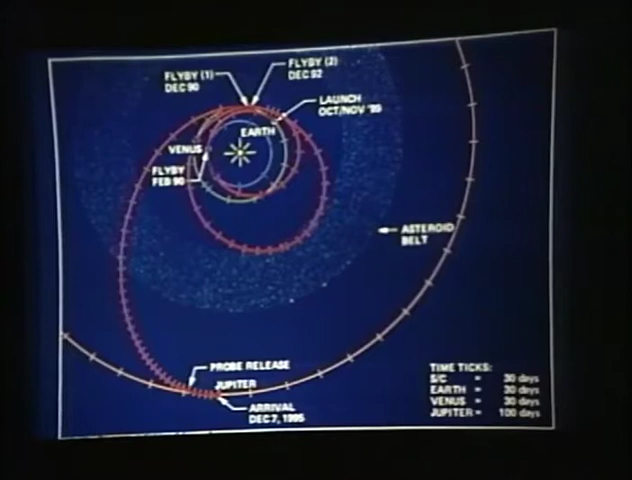 FLYBY (1)
DEC 90
FLYBY (2)
DEC 92
LAUNCH
OCT/NOV '89
EARTH
VENUS
FLYBY
FEB 90
ASTEROID
BELT
PROBE RELEASE
JUPITER
ARRIVAL
DEC 7, 1995
TIME TICKS:
S/C = 30 days
EARTH = 30 days
VENUS = 30 days
JUPITER = 100 days